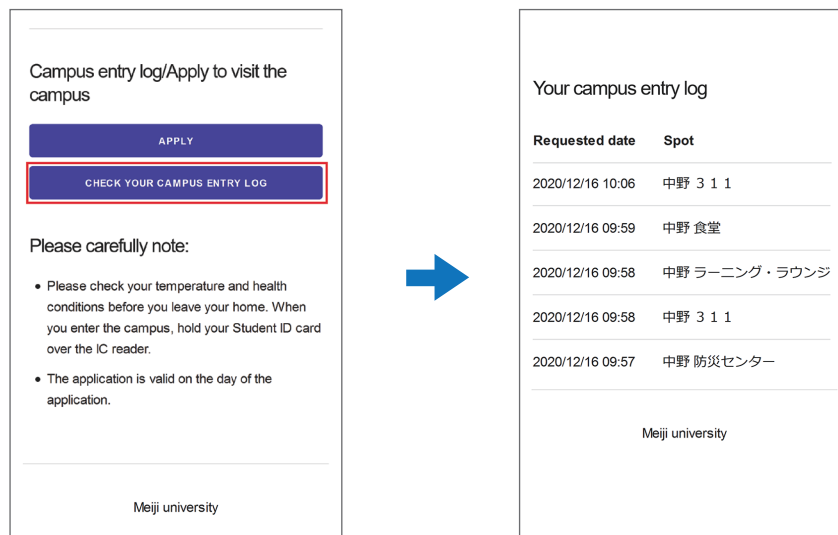 Campus entry log/Apply to visit the
campus
APPLY
CHECK YOUR CAMPUS ENTRY LOG
Please carefully note:
• Please check your temperature and health
conditions before you leave your home. When
you enter the campus, hold your Student ID card
over the IC reader.
• The application is valid on the day of the
application.
Meiji university
Your campus entry log
Requested date Spot
2020/12/16 10:06 中野 ３１１
2020/12/16 09:59 中野 食堂
2020/12/16 09:58 中野 ラーニング・ラウンジ
2020/12/16 09:58 中野 ３１１
2020/12/16 09:57 中野 防災センター
Meiji university